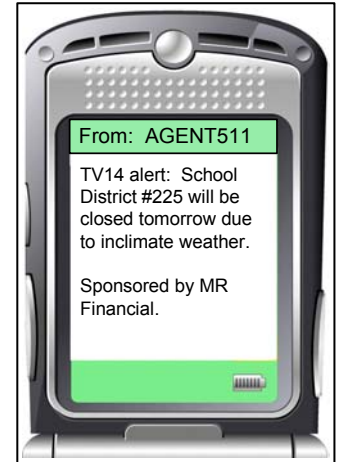 From: AGENT511
TV14 alert: School
District #225 will be
closed tomorrow due
to inclimate weather.
Sponsored by MR
Financial.